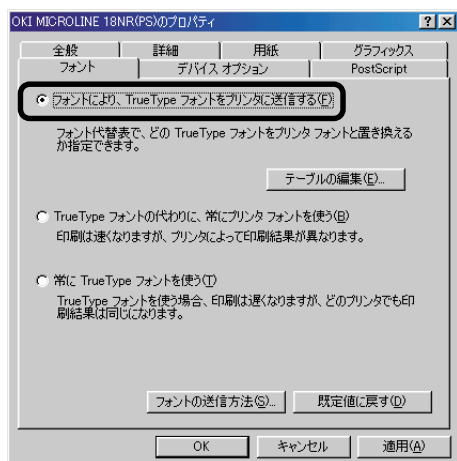 OKI MICROLINE 18NR(PS)のプロパティ
全般 詳細 用紙 グラフィックス
フォント デバイス オプション PostScript
フォントにより、TrueType フォントをプリンタに送信する(F)
フォント代替表で、どの TrueType フォントをプリンタ フォントと置き換える
か指定できます。
テーブルの編集(E)...
TrueType フォントの代わりに、常にプリンタ フォントを使う(B)
印刷は速くなりますが、プリンタによって印刷結果が異なります。
常に TrueType フォントを使う(T)
TrueType フォントを使う場合、印刷は遅くなりますが、どのプリンタでも印
刷結果は同じになります。
フォントの送信方法(S)... 既定値に戻す(D)
OK キャンセル 適用(A)